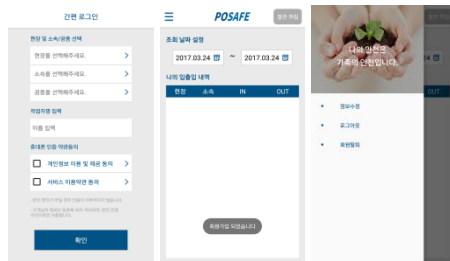 간편 로그인
현장 및 소속/공종 선택
현장을 선택해주세요.
소속을 선택해주세요.
공종을 선택해주세요.
작업자명 입력
이름 입력
휴대폰 인증 약관동의
개인정보 이용 및 제공 동의
서비스 이용약관 동의
확인
POSAFE
조회 날짜 설정
2017.03.24 ~ 2017.03.24
나의 입출입 내역
현장 소속 IN OUT
회원가입 되었습니다
나의 안전은
가족의 안전입니다.
정보수정
로그아웃
회원탈퇴
24
OUT